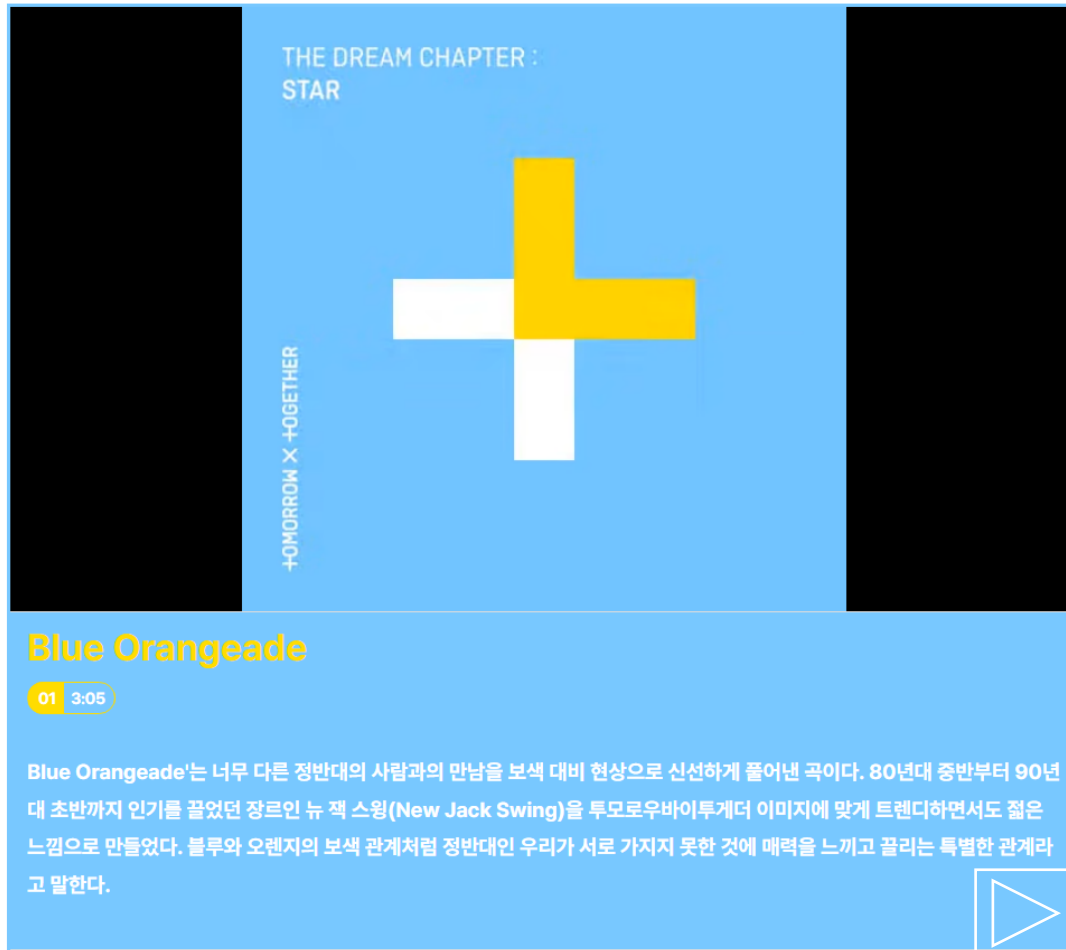 THE DREAM CHAPTER :
STAR
TOMORROW X TOGETHER
Blue Orangeade
01 3:05
Blue Orangeade'는 너무 다른 정반대의 사람과의 만남을 보색 대비 현상으로 신선하게 풀어낸 곡이다. 80년대 중반부터 90년
대 초반까지 인기를 끌었던 장르인 뉴 잭 스윙(New Jack Swing)을 투모로우바이투게더 이미지에 맞게 트렌디하면서도 젊은
느낌으로 만들었다. 블루와 오렌지의 보색 관계처럼 정반대인 우리가 서로 가지지 못한 것에 매력을 느끼고 끌리는 특별한 관계라
고 말한다.